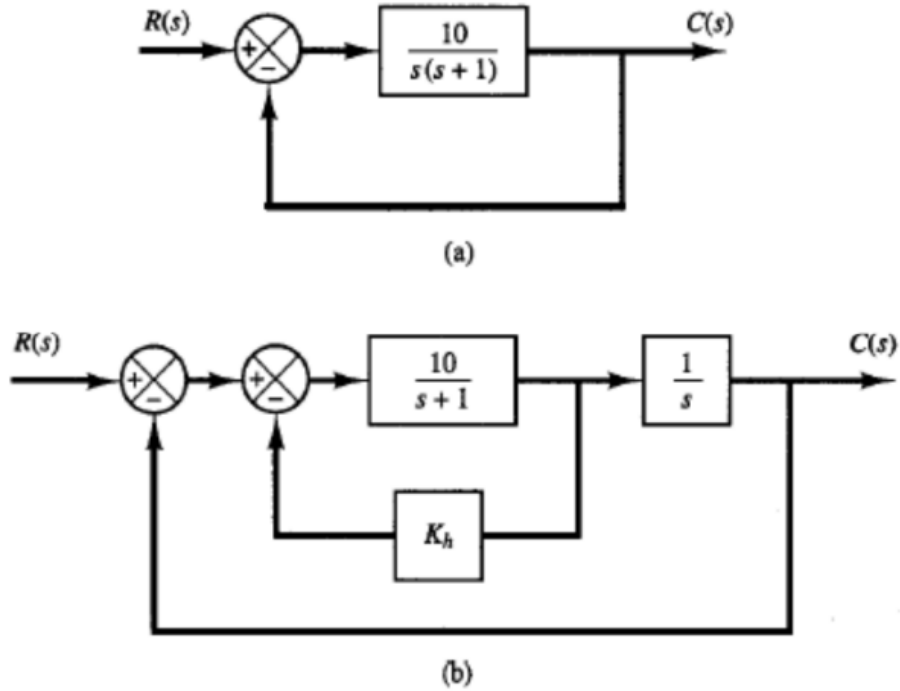 R(s)
+
−
10
s(s + 1)
C(s)
(a)
R(s)
+
−
+
−
10
s + 1
1
s
C(s)
K_h
(b)